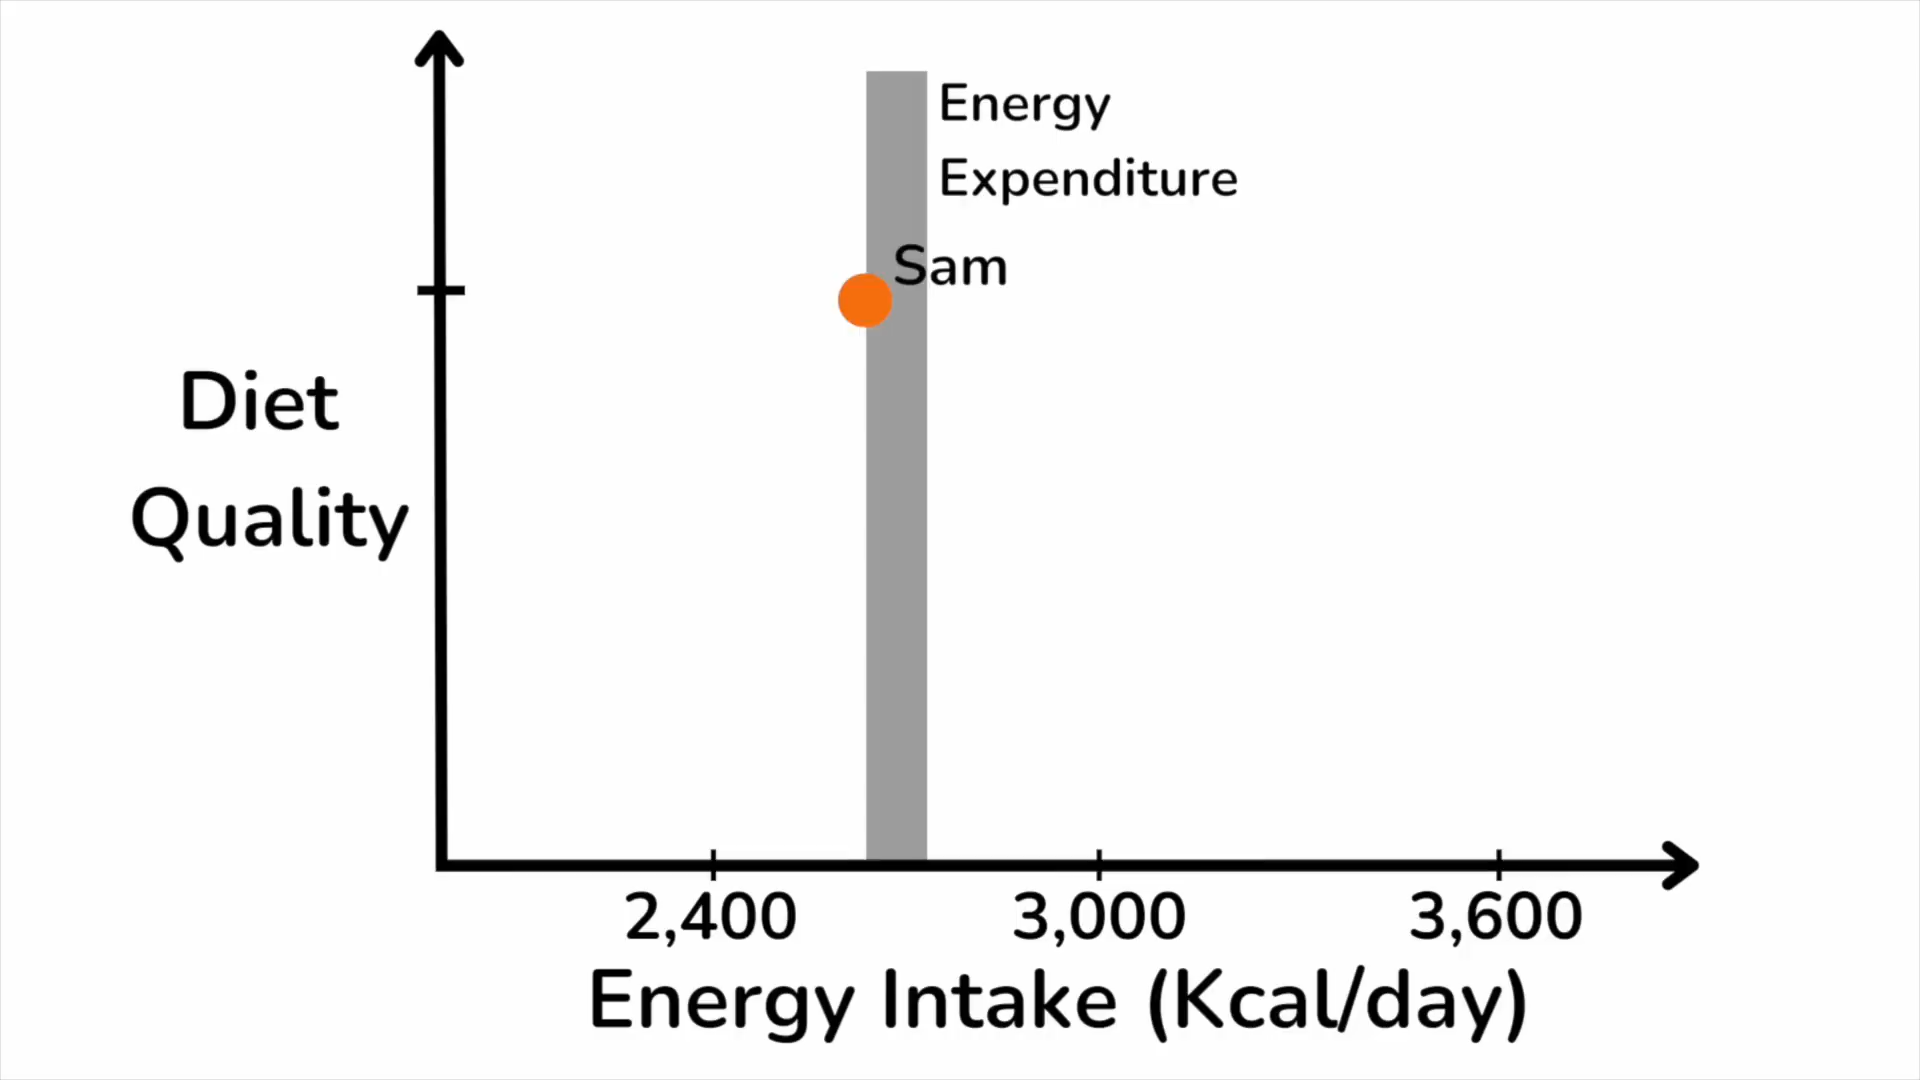 Energy
Expenditure
Sam
Diet
Quality
2,400
3,000
3,600
Energy Intake (Kcal/day)